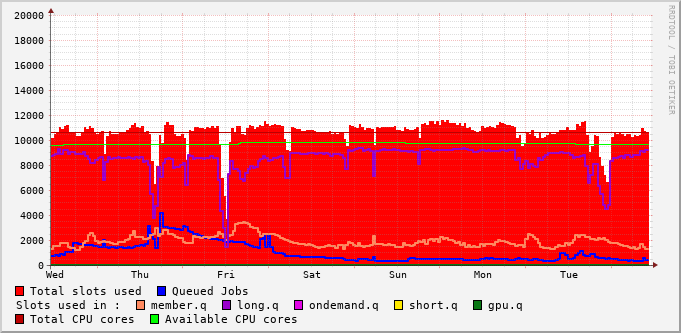 20000
18000
16000
14000
12000
10000
8000
6000
4000
2000
0
Wed Thu Fri Sat Sun Mon Tue
Total slots used Queued Jobs
Slots used in : member.q long.q ondemand.q short.q gpu.q
Total CPU cores Available CPU cores
RRDTOOL / TOBI OETIKER